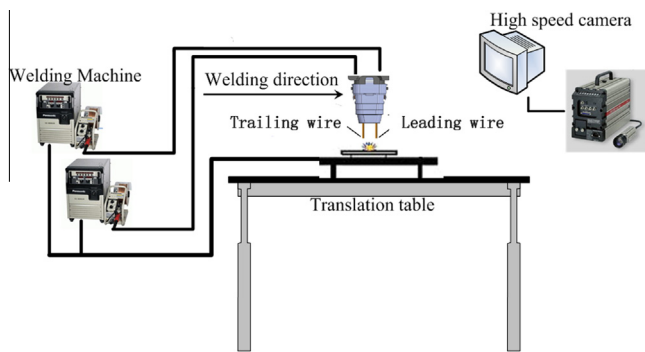 High speed camera
Welding Machine
Welding direction
Trailing wire
Leading wire
Translation table